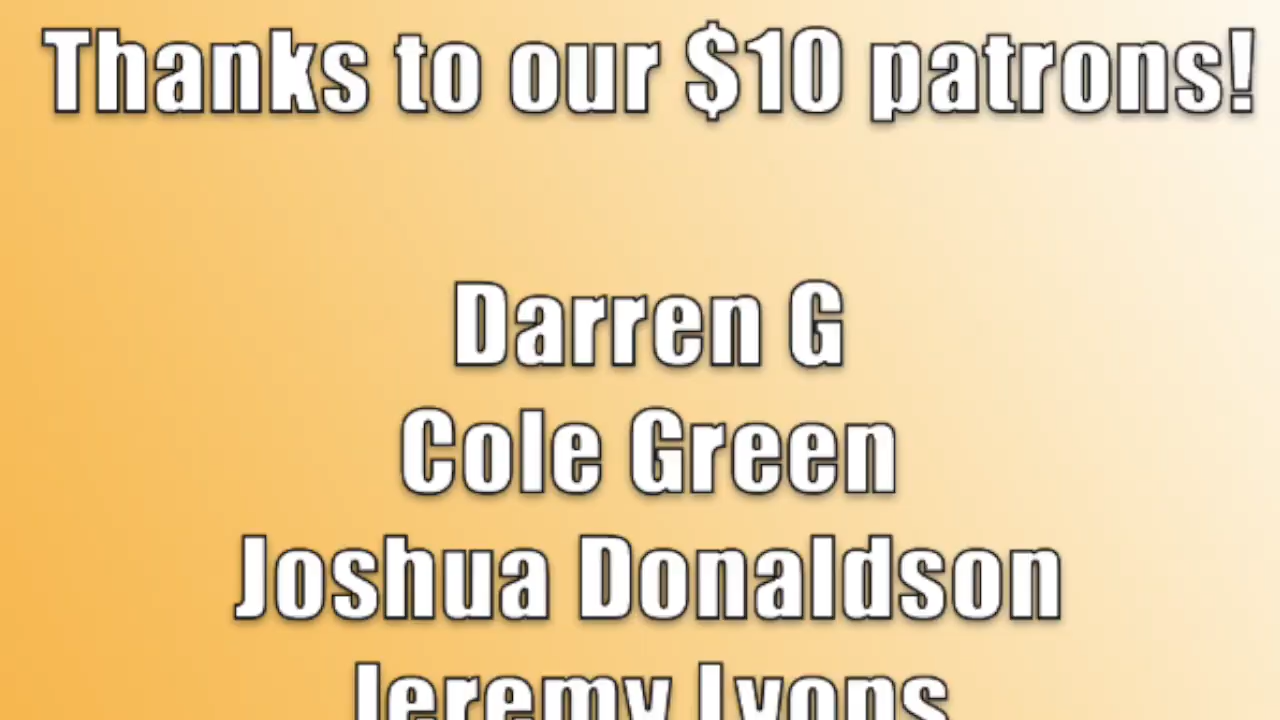 Thanks to our $10 patrons!
Darren G
Cole Green
Joshua Donaldson
Jeremy Lyons